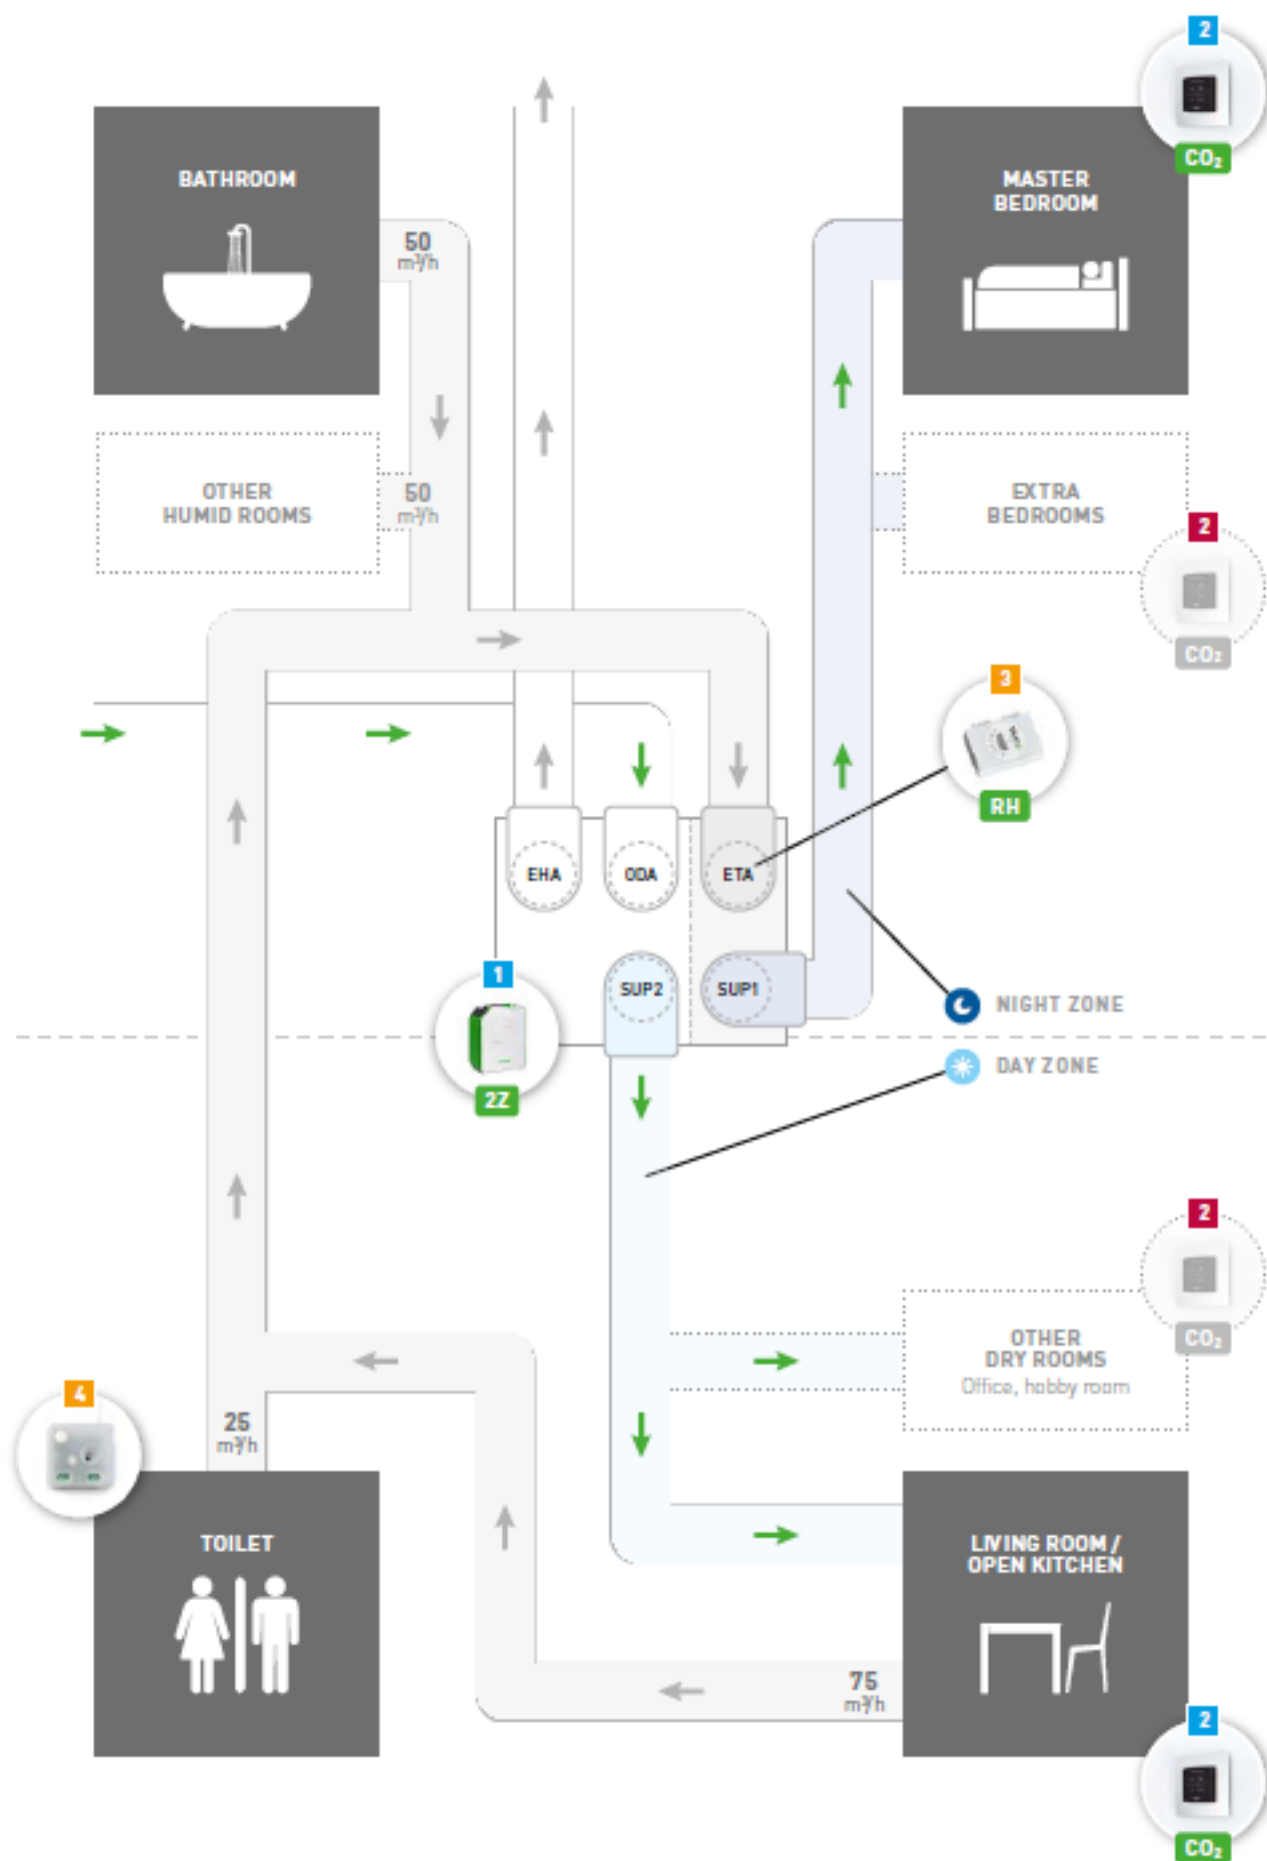 2
CO₂
BATHROOM
MASTER
BEDROOM
50
m³/h
OTHER
HUMID ROOMS
50
m³/h
EXTRA
BEDROOMS
2
CO₂
3
RH
EHA
ODA
ETA
SUP2
SUP1
1
2Z
NIGHT ZONE
DAY ZONE
2
CO₂
OTHER
DRY ROOMS
Office, hobby room
4
25
m³/h
TOILET
LIVING ROOM /
OPEN KITCHEN
75
m³/h
2
CO₂